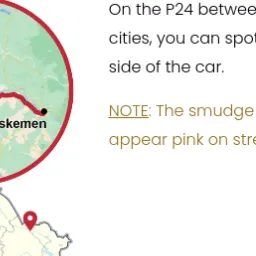 On the P24 betwee
cities, you can spot
side of the car.
NOTE: The smudge
appear pink on stre
skemen